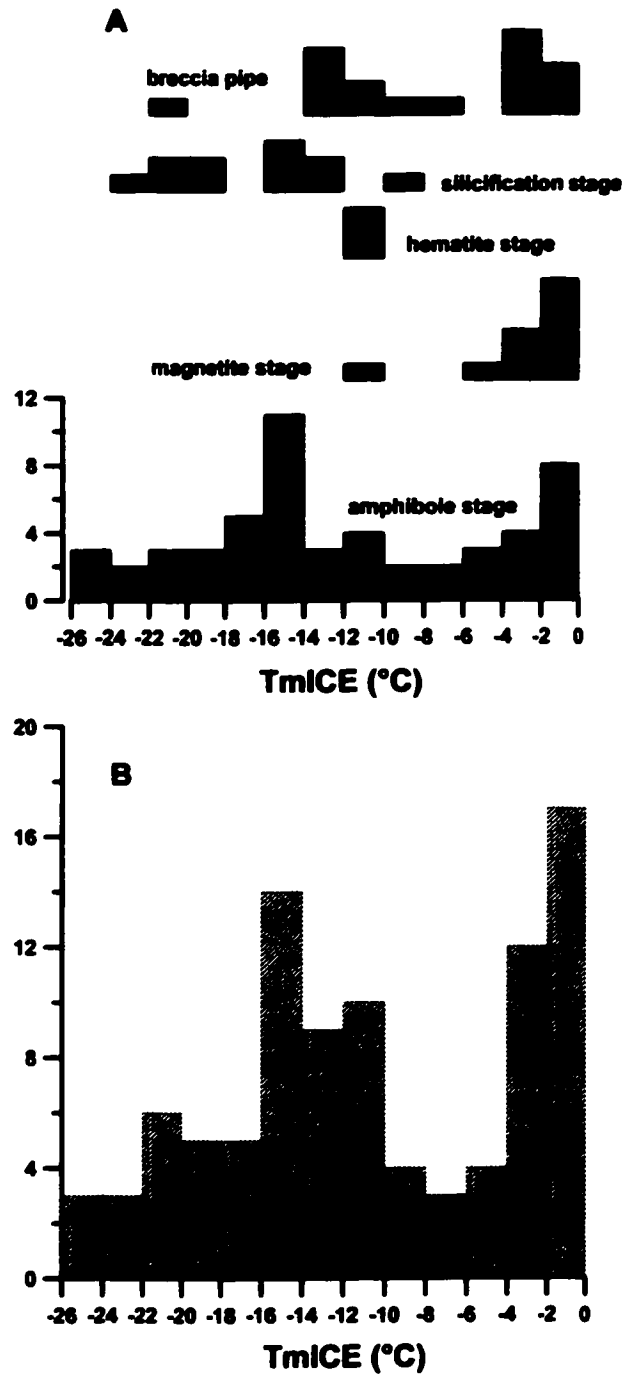 A
breccia pipe
silicification stage
hematite stage
magnetite stage
12
8
amphibole stage
4
0
-26 -24 -22 -20 -18 -16 -14 -12 -10 -8 -6 -4 -2 0
TmICE (°C)
20
B
16
12
8
4
0
-26 -24 -22 -20 -18 -16 -14 -12 -10 -8 -6 -4 -2 0
TmICE (°C)